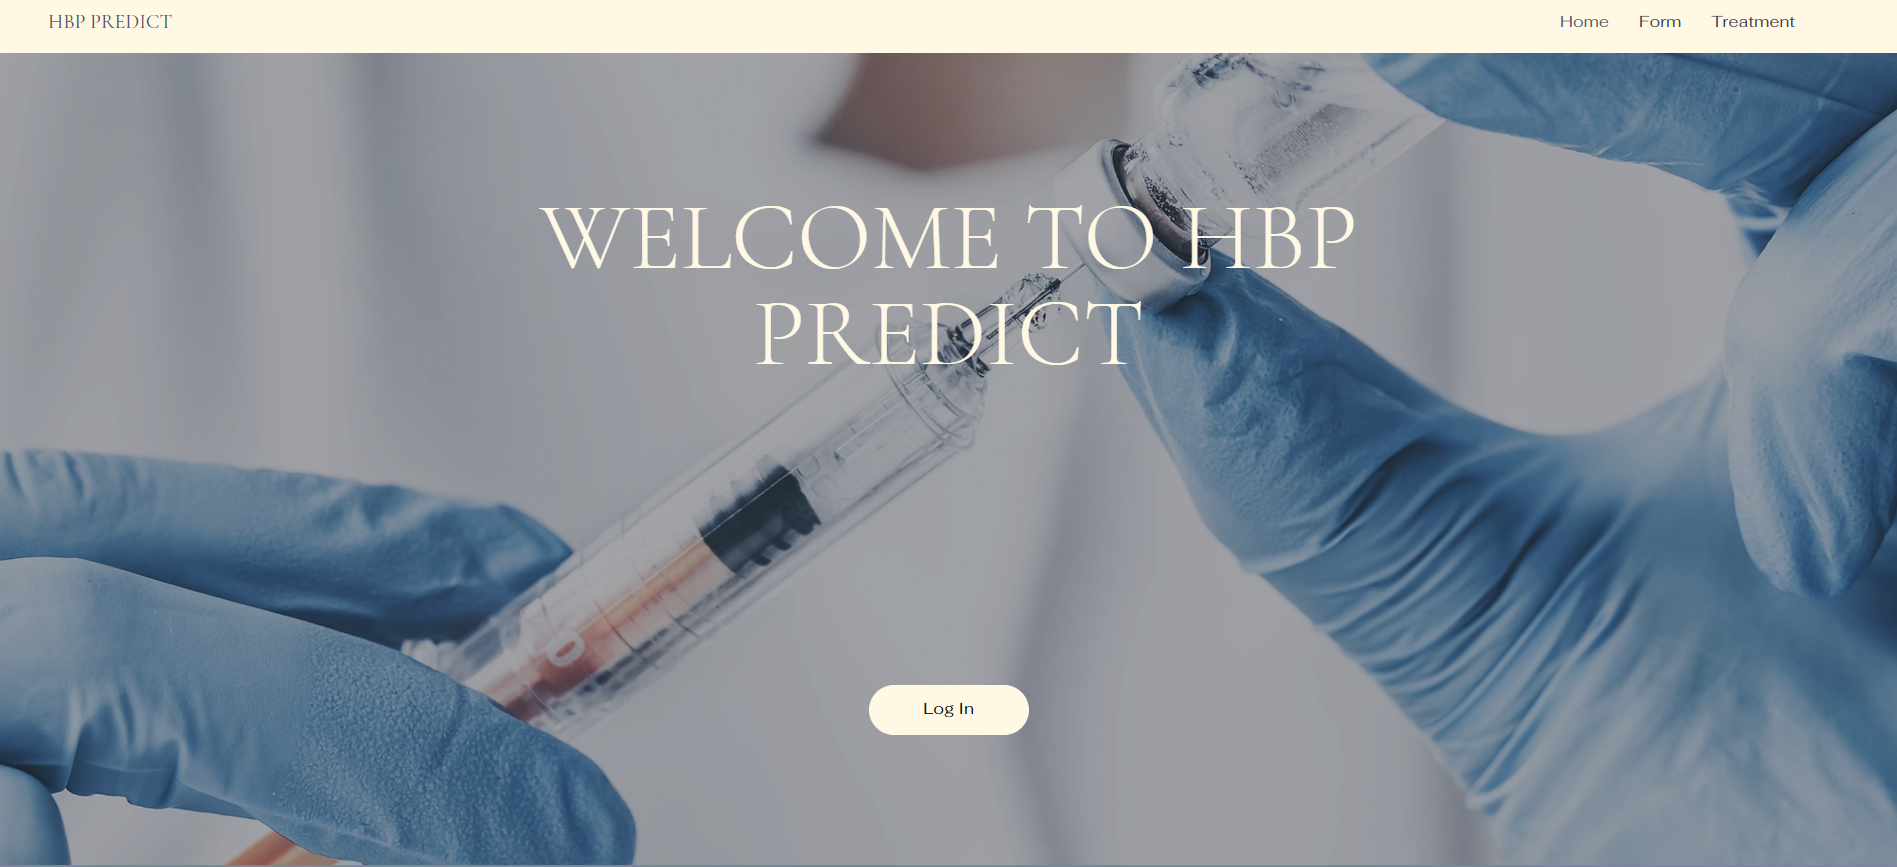 HBP PREDICT
Home Form Treatment
WELCOME TO HBP
PREDICT
Log In